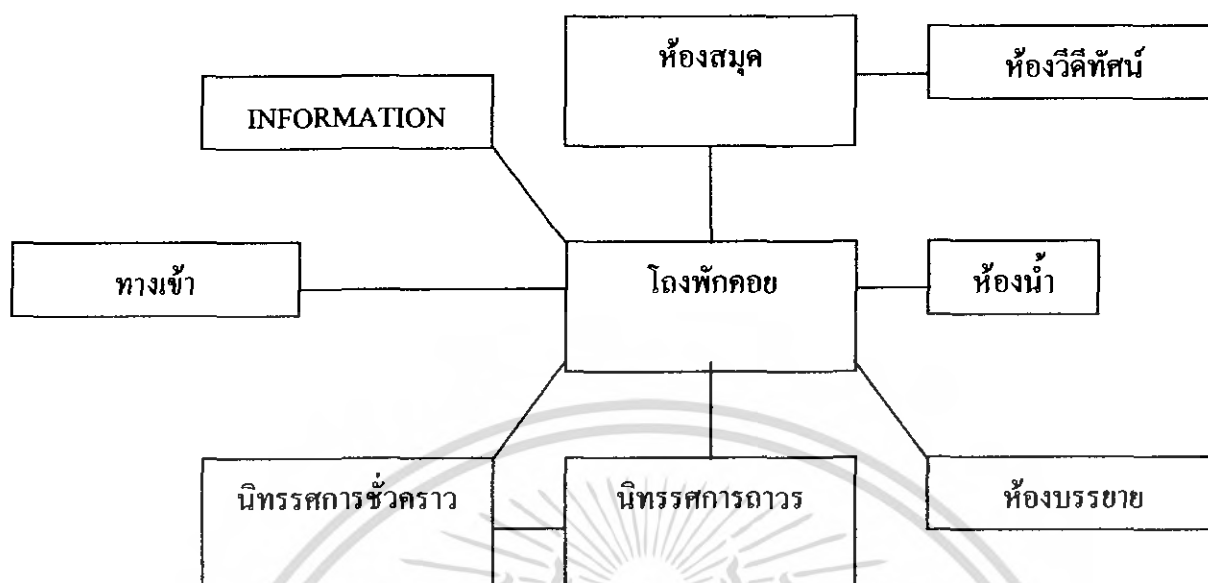 ห้องสมุด
ห้องวีดีทัศน์
INFORMATION
ทางเข้า
โถงพักคอย
ห้องน้ำ
นิทรรศการชั่วคราว
นิทรรศการถาวร
ห้องบรรยาย